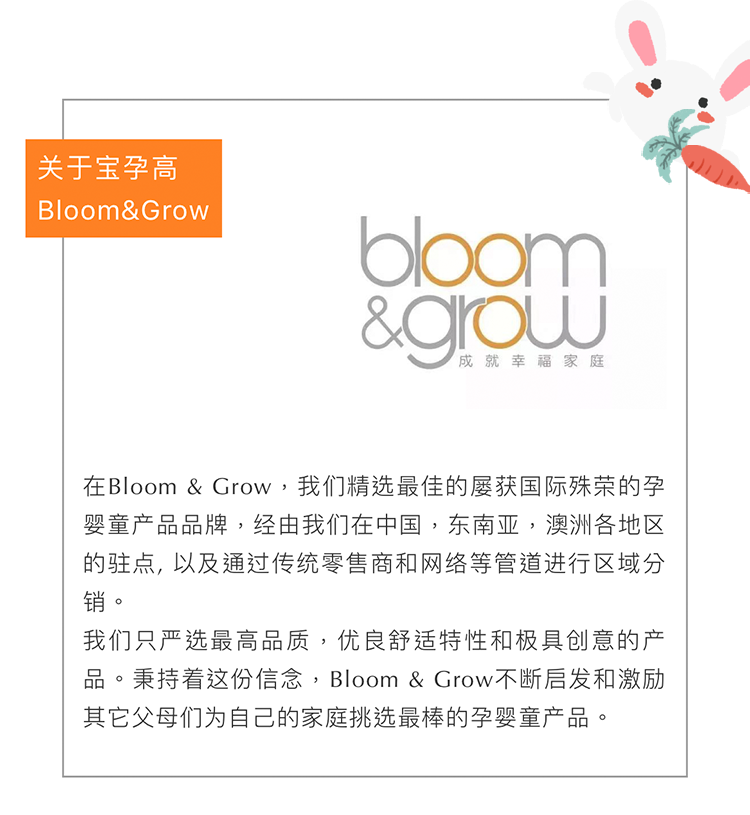 关于宝孕高
Bloom&Grow
bloom
&grow
成就幸福家庭
在Bloom & Grow，我们精选最佳的屡获国际殊荣的孕
婴童产品品牌，经由我们在中国，东南亚，澳洲各地区
的驻点, 以及通过传统零售商和网络等管道进行区域分
销。
我们只严选最高品质，优良舒适特性和极具创意的产
品。秉持着这份信念，Bloom & Grow不断启发和激励
其它父母们为自己的家庭挑选最棒的孕婴童产品。